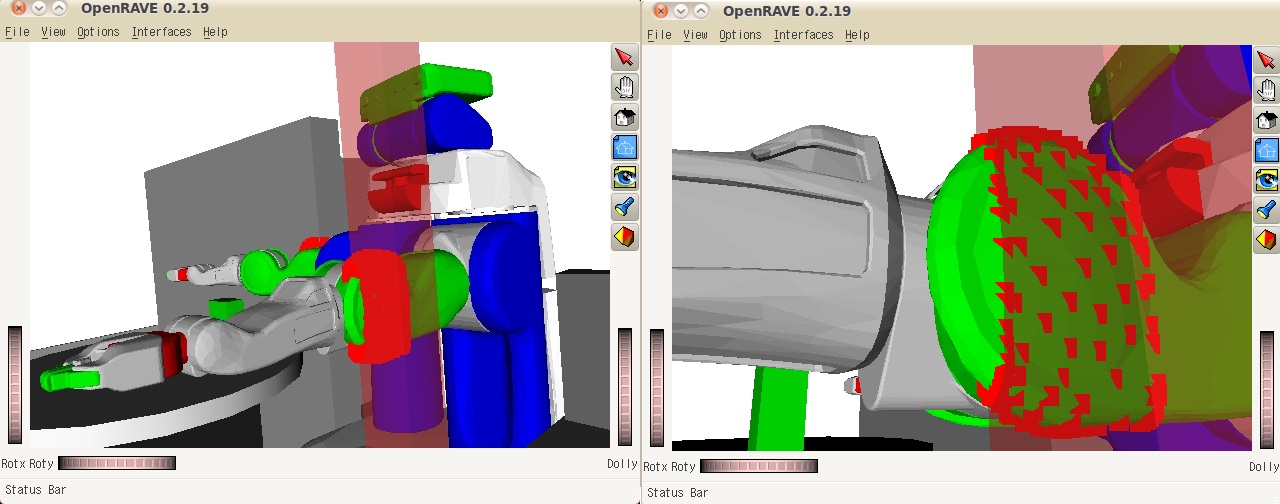 OpenRAVE 0.2.19
File View Options Interfaces Help
Rotx Roty
Dolly
Status Bar
OpenRAVE 0.2.19
File View Options Interfaces Help
Rotx Roty
Dolly
Status Bar